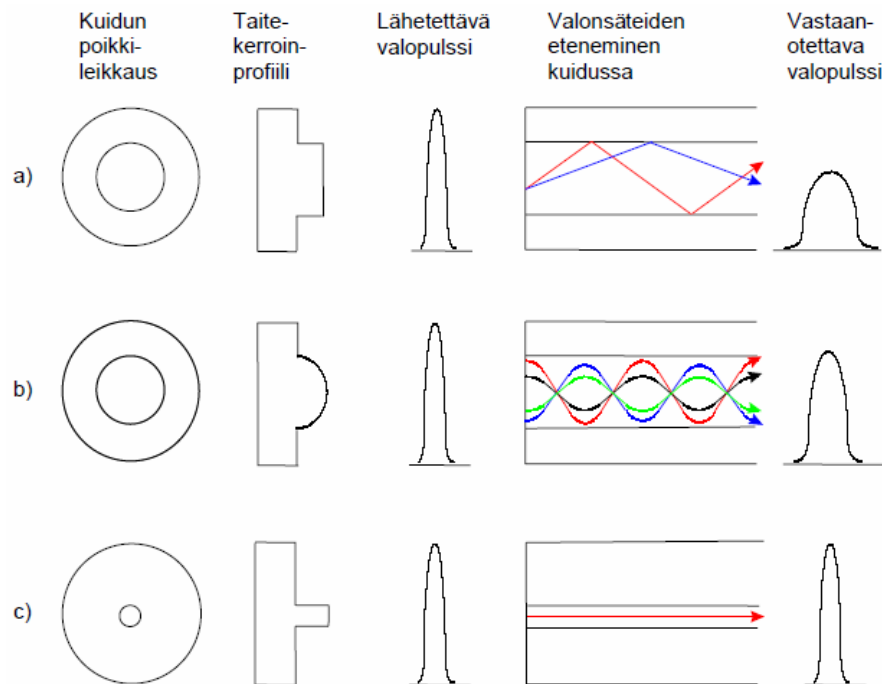 Kuidun
poikki-
leikkaus
Taite-
kerroin-
profiili
Lähetettävä
valopulssi
Valonsäteiden
eteneminen
kuidussa
Vastaan-
otettava
valopulssi
a)
b)
c)